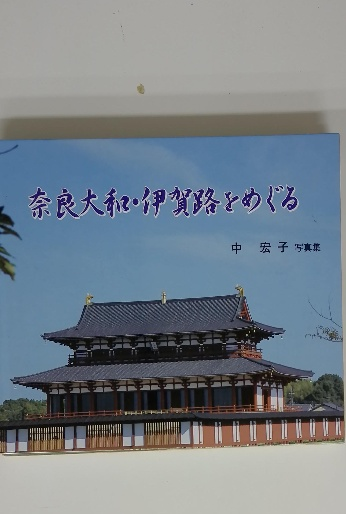 奈良大和・伊賀路をめぐる
中 宏子 写真集